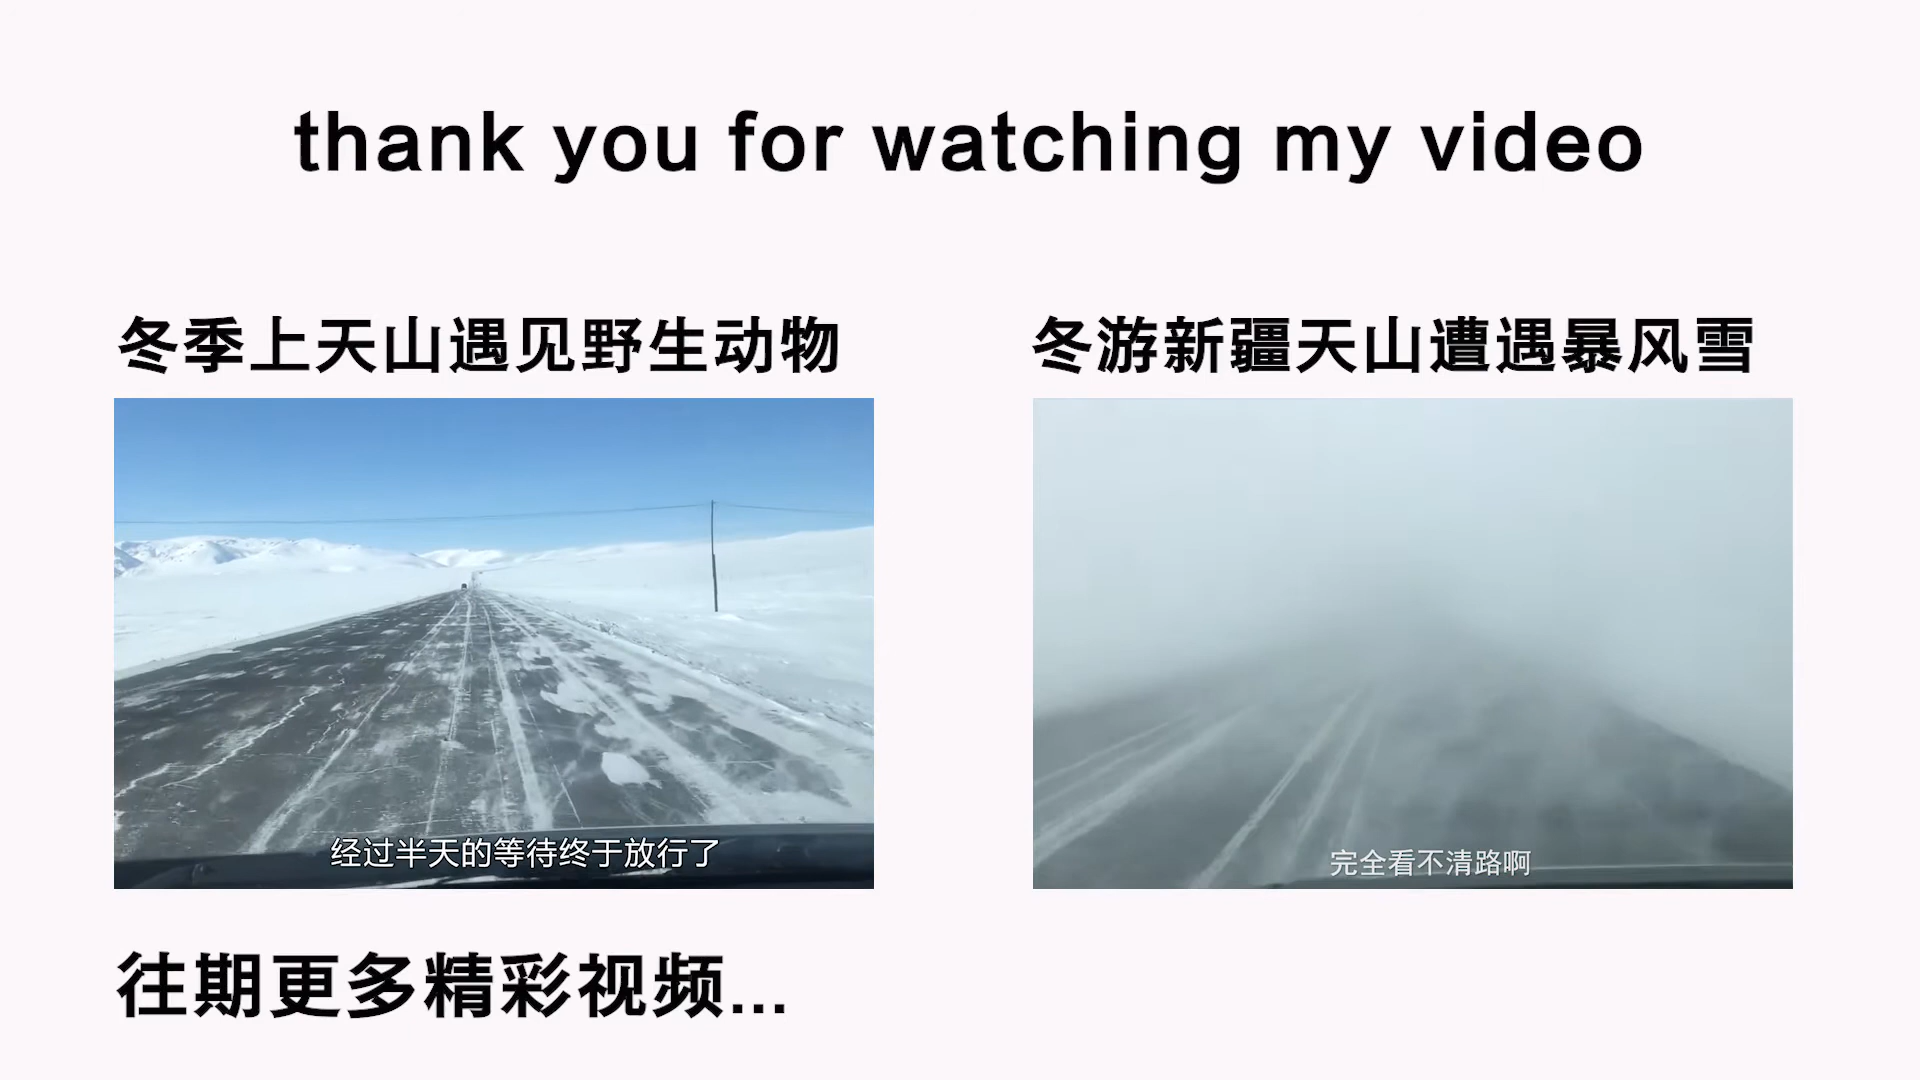 thank you for watching my video
冬季上天山遇见野生动物
冬游新疆天山遭遇暴风雪
经过半天的等待终于放行了
完全看不清路啊
往期更多精彩视频...